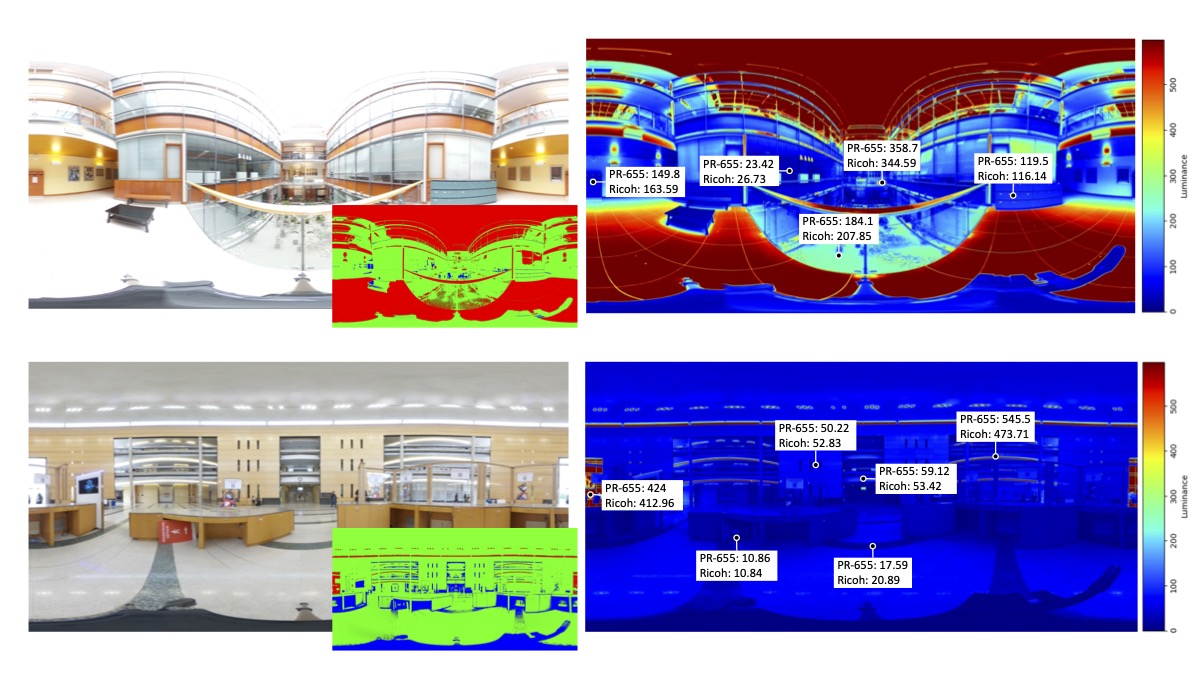 PR-655: 149.8
Ricoh: 163.59
PR-655: 23.42
Ricoh: 26.73
PR-655: 358.7
Ricoh: 344.59
PR-655: 119.5
Ricoh: 116.14
PR-655: 184.1
Ricoh: 207.85
500
400
300
200
100
0
Luminance
PR-655: 424
Ricoh: 412.96
PR-655: 50.22
Ricoh: 52.83
PR-655: 59.12
Ricoh: 53.42
PR-655: 545.5
Ricoh: 473.71
PR-655: 10.86
Ricoh: 10.84
PR-655: 17.59
Ricoh: 20.89
500
400
300
200
100
0
Luminance